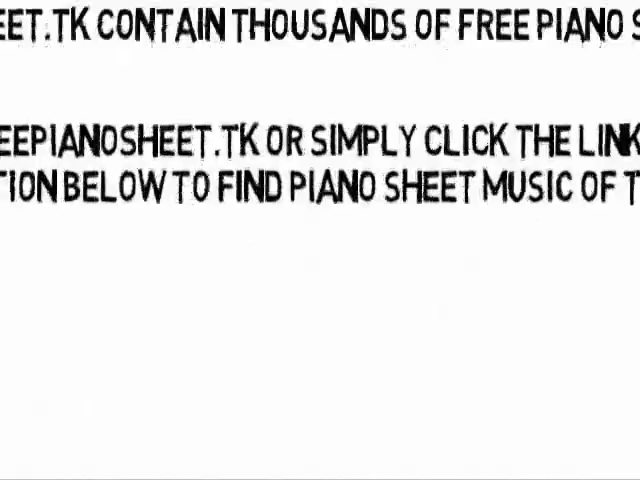 EET.TK CONTAIN THOUSANDS OF FREE PIANO S
EEPIANOSHEET.TK OR SIMPLY CLICK THE LINK
TION BELOW TO FIND PIANO SHEET MUSIC OF T